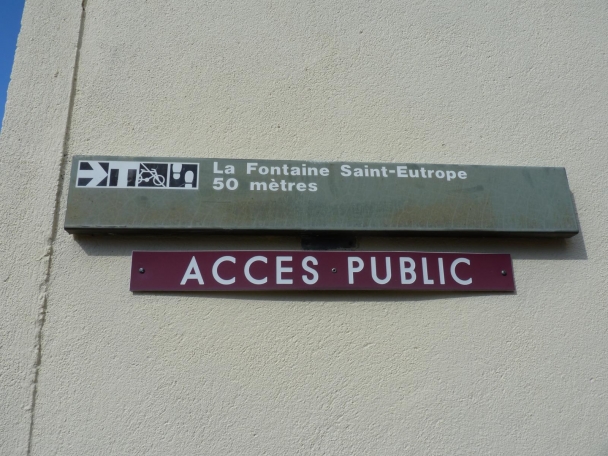 La Fontaine Saint-Eutrope
50 mètres
ACCES PUBLIC